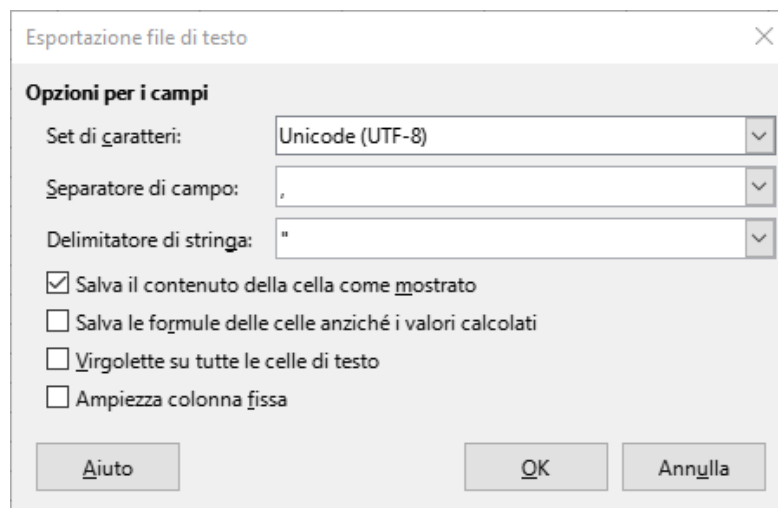 Esportazione file di testo
Opzioni per i campi
Set di caratteri: Unicode (UTF-8)
Separatore di campo: ,
Delimitatore di stringa: "
Salva il contenuto della cella come mostrato
Salva le formule delle celle anziché i valori calcolati
Virgolette su tutte le celle di testo
Ampiezza colonna fissa
Aiuto OK Annulla